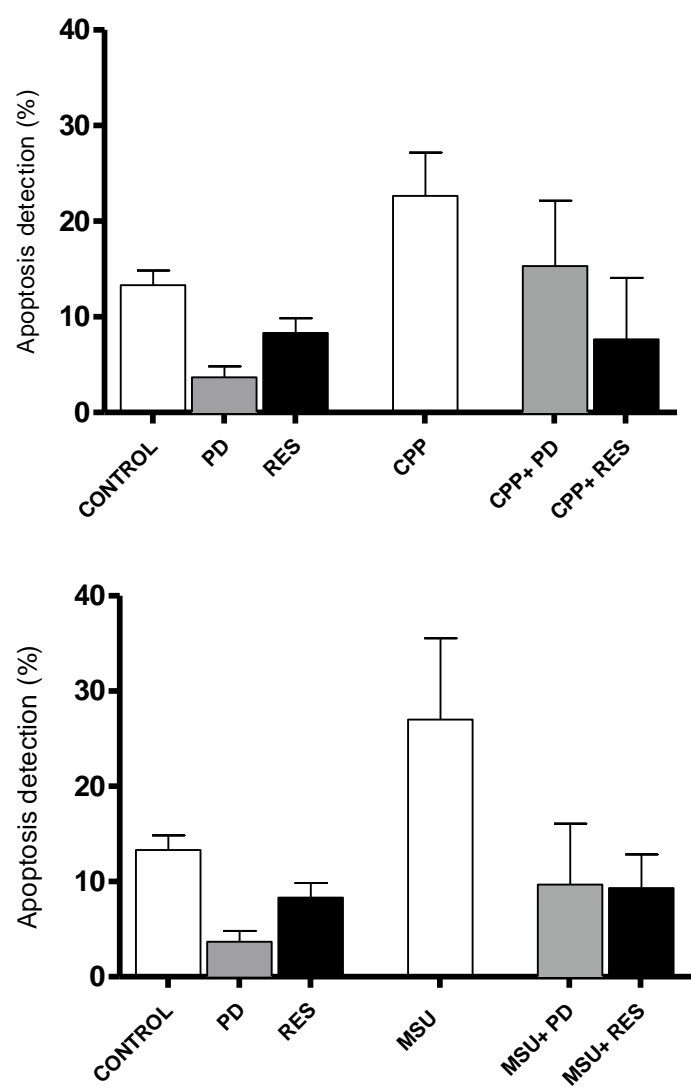 Apoptosis detection (%)
40
30
20
10
0
CONTROL
PD
RES
CPP
CPP+ PD
CPP+ RES
Apoptosis detection (%)
40
30
20
10
0
CONTROL
PD
RES
MSU
MSU+ PD
MSU+ RES